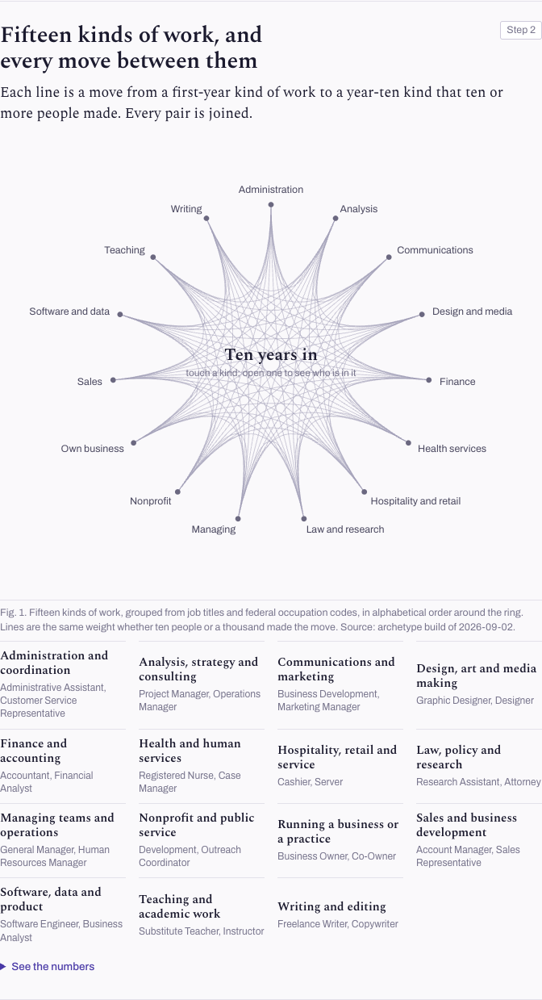 Fifteen kinds of work, and
every move between them
Step 2
Each line is a move from a first-year kind of work to a year-ten kind that ten or
more people made. Every pair is joined.
Administration
Writing
Analysis
Teaching
Communications
Software and data
Design and media
Ten years in
touch a kind; open one to see who is in it
Sales
Finance
Own business
Health services
Nonprofit
Hospitality and retail
Managing
Law and research
Fig. 1. Fifteen kinds of work, grouped from job titles and federal occupation codes, in alphabetical order around the ring.
Lines are the same weight whether ten people or a thousand made the move. Source: archetype build of 2026-09-02.
Administration and
coordination
Administrative Assistant,
Customer Service
Representative
Analysis, strategy and
consulting
Project Manager, Operations
Manager
Communications and
marketing
Business Development,
Marketing Manager
Design, art and media
making
Graphic Designer, Designer
Finance and
accounting
Accountant, Financial
Analyst
Health and human
services
Registered Nurse, Case
Manager
Hospitality, retail and
service
Cashier, Server
Law, policy and
research
Research Assistant, Attorney
Managing teams and
operations
General Manager, Human
Resources Manager
Nonprofit and public
service
Development, Outreach
Coordinator
Running a business or
a practice
Business Owner, Co-Owner
Sales and business
development
Account Manager, Sales
Representative
Software, data and
product
Software Engineer, Business
Analyst
Teaching and
academic work
Substitute Teacher, Instructor
Writing and editing
Freelance Writer, Copywriter
See the numbers